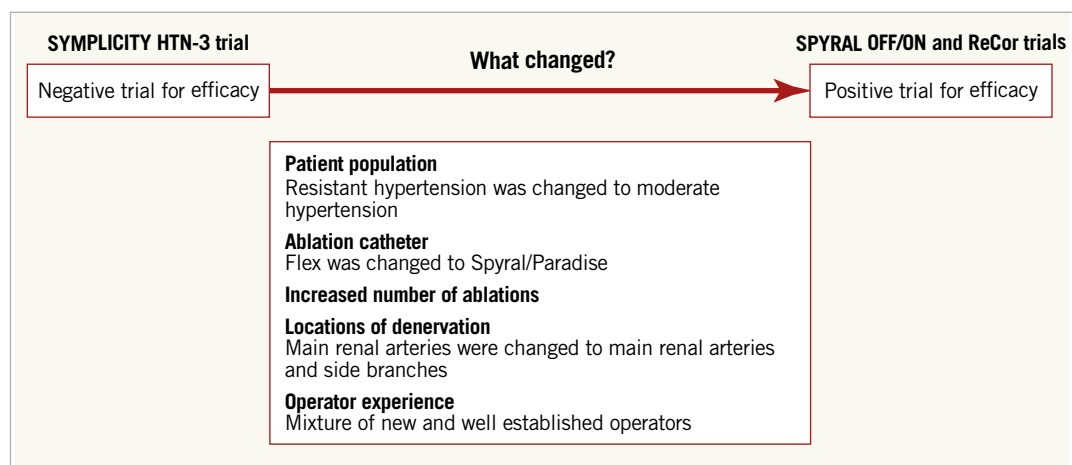 SYMPLICITY HTN-3 trial
What changed?
SPYRAL OFF/ON and ReCor trials
Negative trial for efficacy
Positive trial for efficacy
Patient population
Resistant hypertension was changed to moderate
hypertension
Ablation catheter
Flex was changed to Spyral/Paradise
Increased number of ablations
Locations of denervation
Main renal arteries were changed to main renal arteries
and side branches
Operator experience
Mixture of new and well established operators